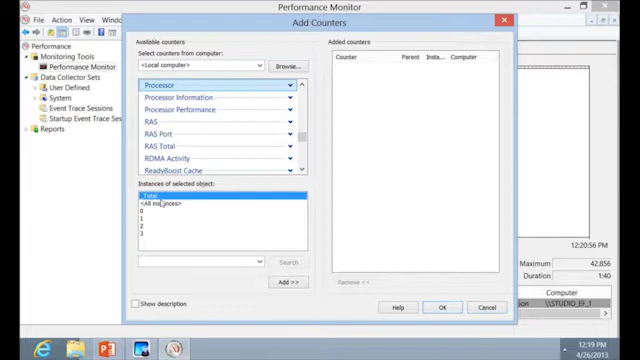 Performance Monitor
File
Action
View
Performance
Monitoring Tools
Performance Monitor
Data Collector Sets
User Defined
System
Event Trace Sessions
Startup Event Trace Ses
Reports
Add Counters
Available counters
Select counters from computer:
<Local computer>
Browse...
Processor
Processor Information
Processor Performance
RAS
RAS Port
RAS Total
RDMA Activity
ReadyBoost Cache
Instances of selected object:
_Total
<All instances>
0
1
2
3
Search
Add >>
Show description
Added counters
Counter Parent Insta... Computer
Remove <<
Help OK Cancel
12:20:56 PM
Maximum 42.856
Duration 1:40
Computer
\\STUDIO_EF_1
12:19 PM
4/26/2013